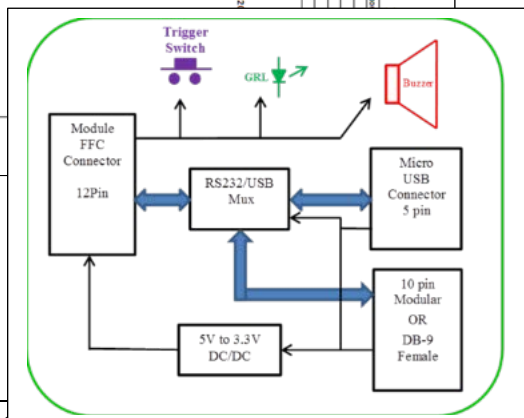 Trigger
Switch
GRL
Buzzer
Module
FFC
Connector
12Pin
RS232/USB
Mux
Micro
USB
Connector
5 pin
10 pin
Modular
OR
DB-9
Female
5V to 3.3V
DC/DC